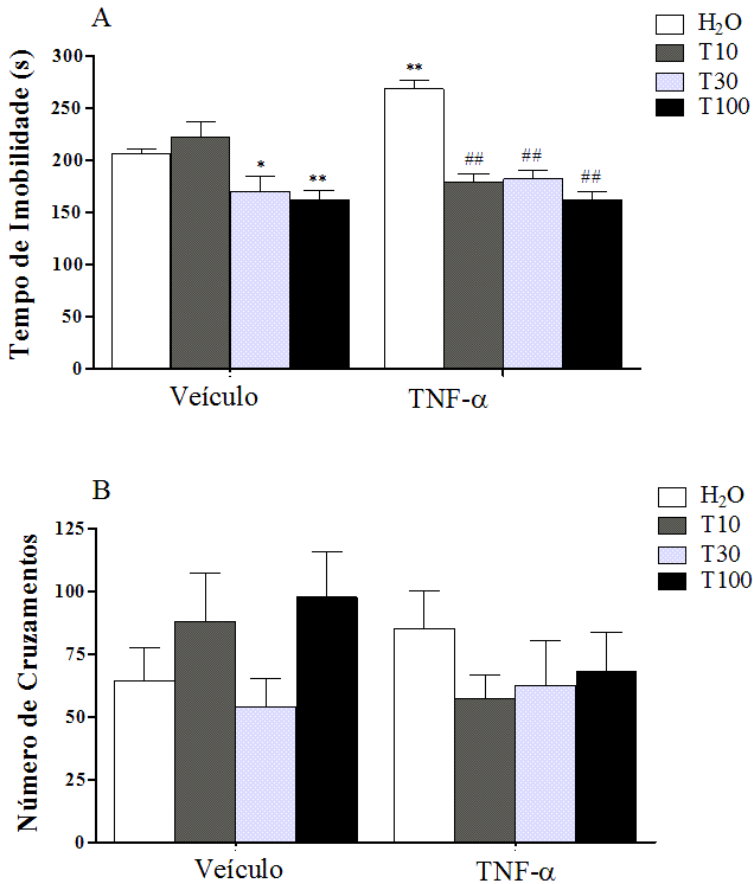 A
H₂O
T10
T30
T100
Tempo de Imobilidade (s)
300
250
200
150
100
50
0
*
**
**
##
##
##
Veículo
TNF-α
B
H₂O
T10
T30
T100
Número de Cruzamentos
125
100
75
50
25
0
Veículo
TNF-α